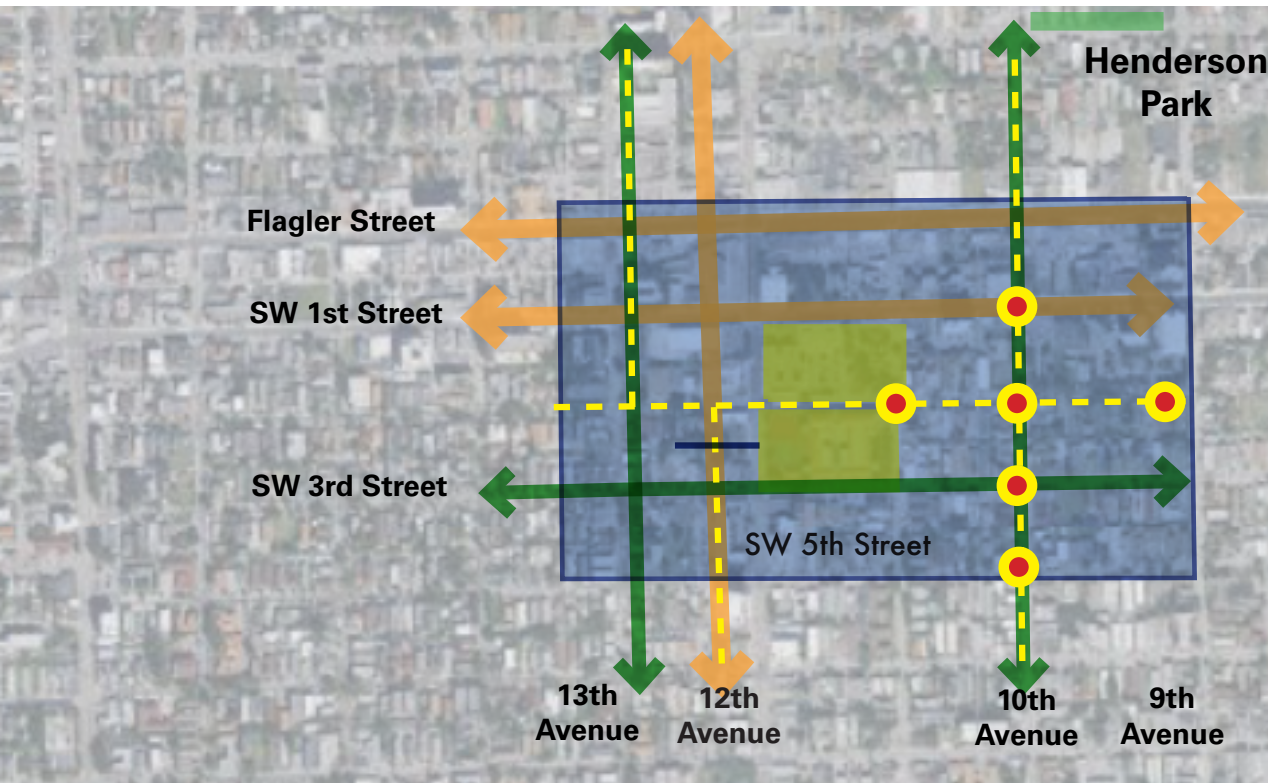 Henderson
Park
Flagler Street
SW 1st Street
SW 3rd Street
SW 5th Street
13th
Avenue
12th
Avenue
10th
Avenue
9th
Avenue